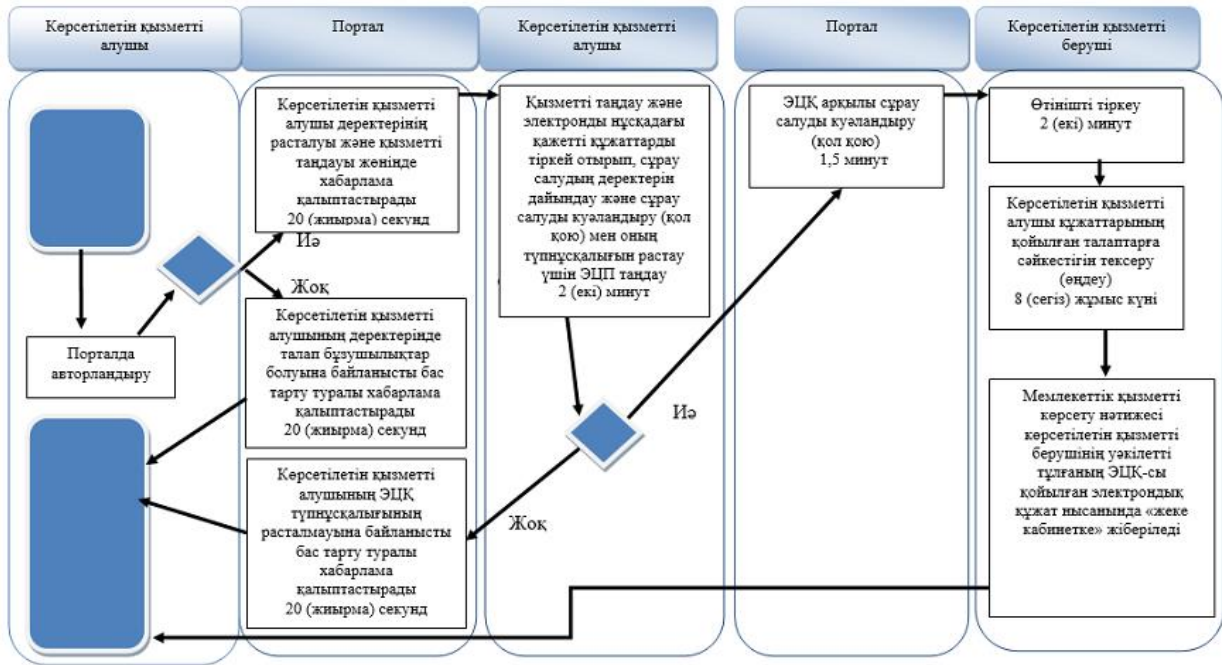 Көрсетілетін қызметті
алушы
Портал
Көрсетілетін қызметті
алушы
Портал
Көрсетілетін қызметті
беруші
Порталда
авторландыру
Көрсетілетін қызметті
алушы деректерінің
расталуы және қызметті
таңдауы жөнінде
хабарлама
қалыптастырады
20 (жиырма) секунд
Иә
Жоқ
Көрсетілетін қызметті
алушының деректерінде
талап бұзушылықтар
болуына байланысты бас
тарту туралы хабарлама
қалыптастырады
20 (жиырма) секунд
Көрсетілетін қызметті
алушының ЭЦҚ
түпнұсқалығының
расталмауына байланысты
бас тарту туралы
хабарлама
қалыптастырады
20 (жиырма) секунд
Қызметті таңдау және
электронды нұсқадағы
қажетті құжаттарды
тіркей отырып, сұрау
салудың деректерін
дайындау және сұрау
салуды куәландыру (қол
қою) мен оның
түпнұсқалығын растау
үшін ЭЦП таңдау
2 (екі) минут
Иә
Жоқ
ЭЦҚ арқылы сұрау
салуды куәландыру
(қол қою)
1,5 минут
Өтінішті тіркеу
2 (екі) минут
Көрсетілетін қызметті
алушы құжаттарының
қойылған талаптарға
сәйкестігін тексеру
(өңдеу)
8 (сегіз) жұмыс күні
Мемлекеттік қызметті
көрсету нәтижесі
көрсетілетін қызметті
берушінің уәкілетті
тұлғаның ЭЦҚ-сы
қойылған электрондық
құжат нысанында «жеке
кабинетке» жіберіледі